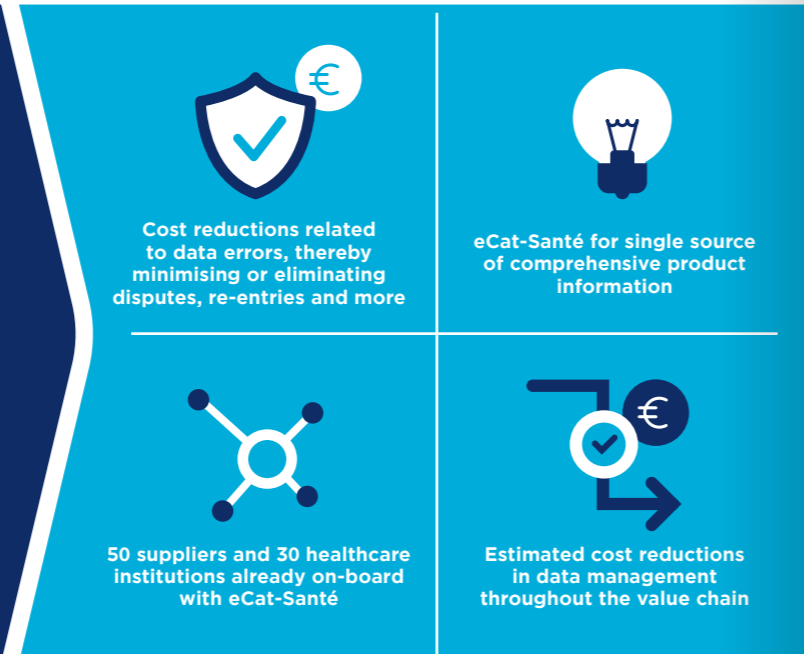 €
Cost reductions related
to data errors, thereby
minimising or eliminating
disputes, re-entries and more
eCat-Santé for single source
of comprehensive product
information
50 suppliers and 30 healthcare
institutions already on-board
with eCat-Santé
€
Estimated cost reductions
in data management
throughout the value chain